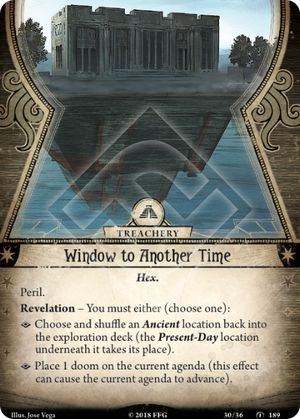 TREACHERY
Window to Another Time
Hex.
Peril.
Revelation – You must either (choose one):
Choose and shuffle an Ancient location back into
the exploration deck (the Present-Day location
underneath it takes its place).
Place 1 doom on the current agenda (this effect
can cause the current agenda to advance).
Illus. Jose Vega © 2018 FFG 30/36 189